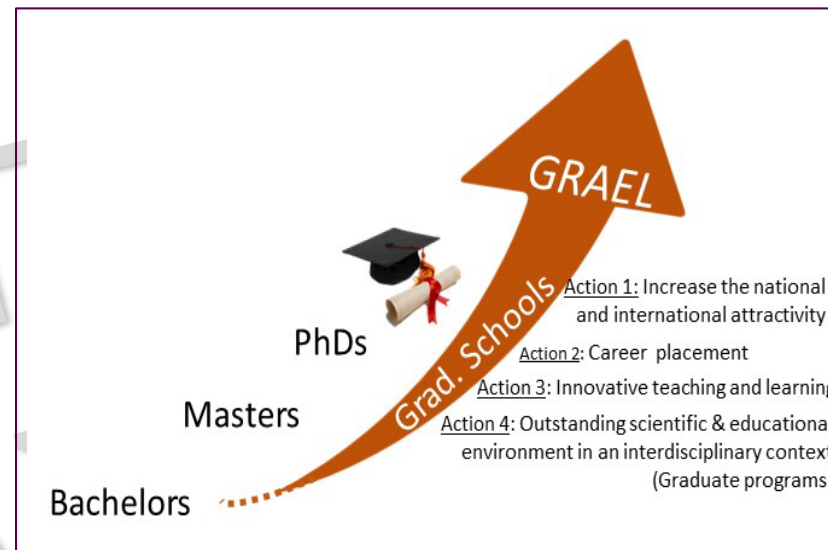 GRAEL
Grad. Schools
Action 1: Increase the national
and international attractivity
PhDs
Action 2: Career placement
Action 3: Innovative teaching and learning
Masters
Action 4: Outstanding scientific & educationa
environment in an interdisciplinary context
(Graduate programs
Bachelors